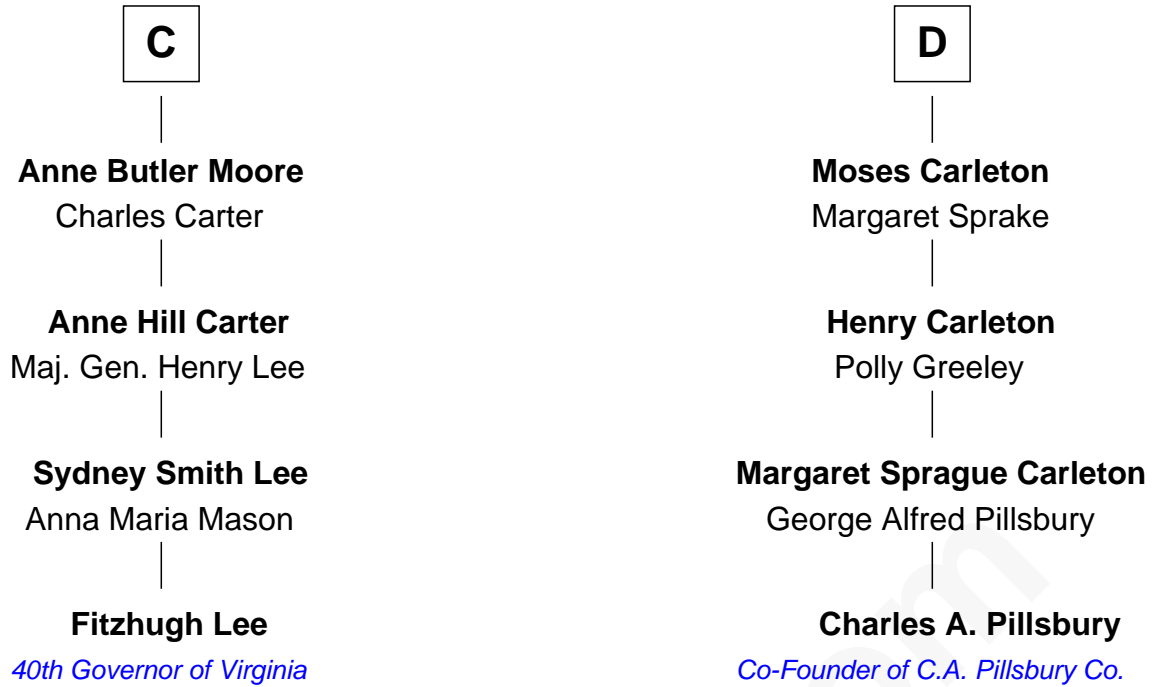 C
Anne Butler Moore
Charles Carter
Anne Hill Carter
Maj. Gen. Henry Lee
Sydney Smith Lee
Anna Maria Mason
Fitzhugh Lee
40th Governor of Virginia
D
Moses Carleton
Margaret Sprake
Henry Carleton
Polly Greeley
Margaret Sprague Carleton
George Alfred Pillsbury
Charles A. Pillsbury
Co-Founder of C.A. Pillsbury Co.